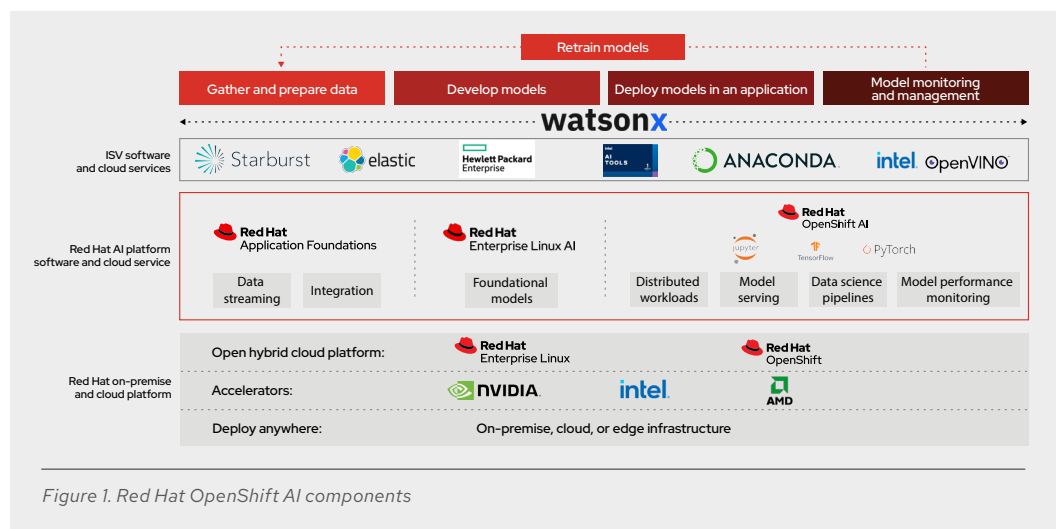 Retrain models
Gather and prepare data
Develop models
Deploy models in an application
Model monitoring
and management
watsonx
ISV software
and cloud services
Starburst
elastic
Hewlett Packard
Enterprise
intel
AI
TOOLS
ANACONDA
intel. OpenVINO
Red Hat AI platform
software and cloud service
Red Hat
Application Foundations
Data
streaming
Integration
Red Hat
Enterprise Linux AI
Foundational
models
Red Hat
OpenShift AI
jupyter
TensorFlow
PyTorch
Distributed
workloads
Model
serving
Data science
pipelines
Model performance
monitoring
Red Hat on-premise
and cloud platform
Open hybrid cloud platform:
Red Hat
Enterprise Linux
Red Hat
OpenShift
Accelerators:
NVIDIA.
intel.
AMD
Deploy anywhere:
On-premise, cloud, or edge infrastructure
Figure 1. Red Hat OpenShift AI components